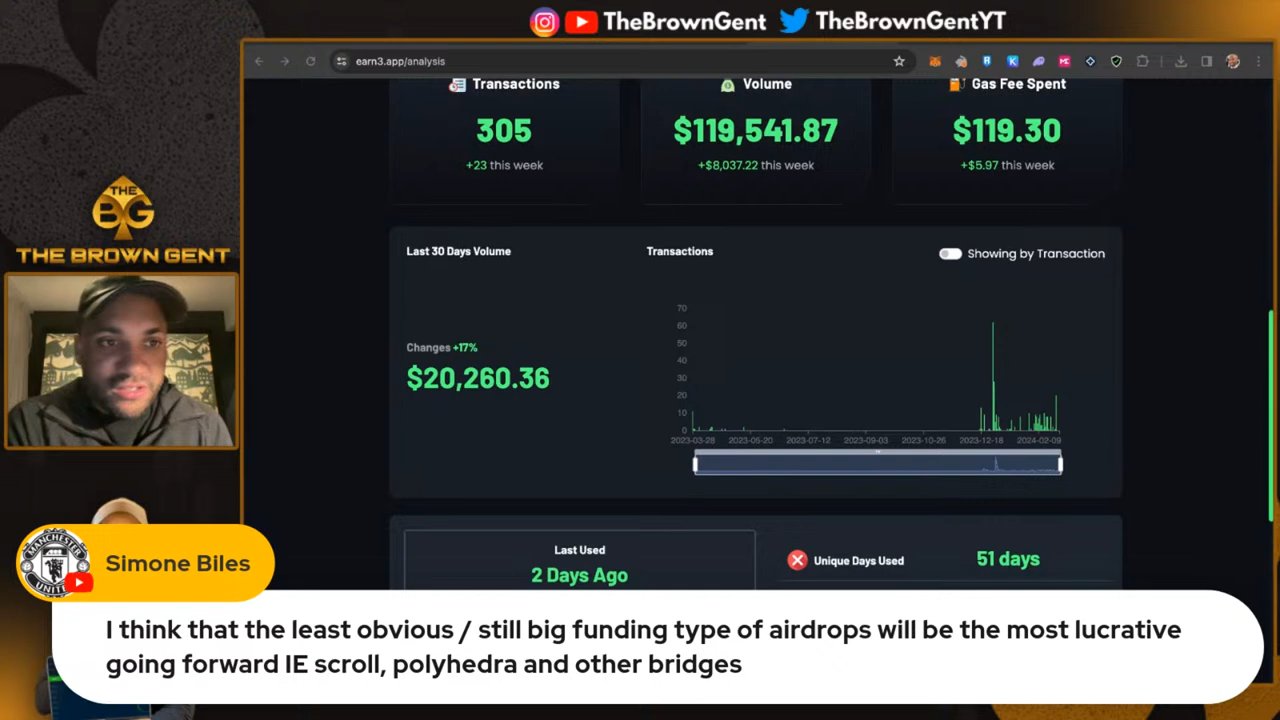 TheBrownGent TheBrownGentYT
earn3.app/analysis
Transactions Volume Gas Fee Spent
305 $119,541.87 $119.30
+23 this week +$8,037.22 this week +$5.97 this week
THE
BG
THE BROWN GENT
Last 30 Days Volume Transactions Showing by Transaction
70
60
50
40
30
20
10
0
Changes +17%
$20,260.36
2023-03-28 2023-05-20 2023-07-12 2023-09-03 2023-10-26 2023-12-18 2024-02-09
Last Used
2 Days Ago
Unique Days Used 51 days
MANCHESTER
UNITED
Simone Biles
I think that the least obvious / still big funding type of airdrops will be the most lucrative
going forward IE scroll, polyhedra and other bridges